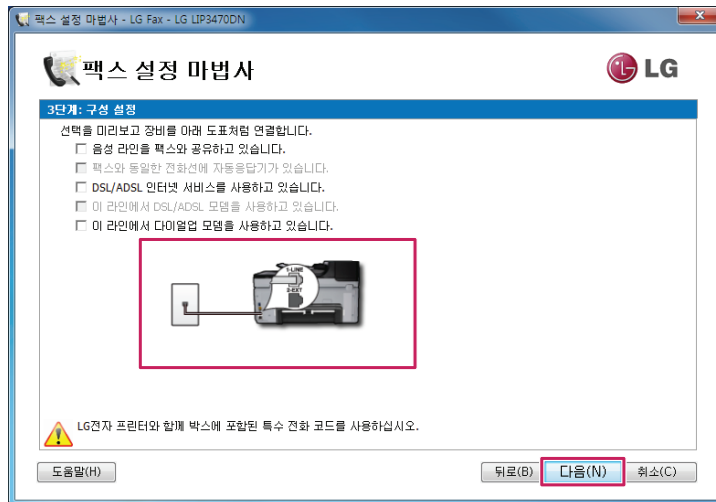 팩스 설정 마법사 - LG Fax - LG LIP3470DN
팩스 설정 마법사
LG
3단계: 구성 설정
선택을 미리보고 장비를 아래 도표처럼 연결합니다.
음성 라인을 팩스와 공유하고 있습니다.
팩스와 동일한 전화선에 자동응답기가 있습니다.
DSL/ADSL 인터넷 서비스를 사용하고 있습니다.
이 라인에서 DSL/ADSL 모뎀을 사용하고 있습니다.
이 라인에서 다이얼업 모뎀을 사용하고 있습니다.
1-LINE
2-EXT
LG전자 프린터와 함께 박스에 포함된 특수 전화 코드를 사용하십시오.
도움말(H) 뒤로(B) 다음(N) 취소(C)